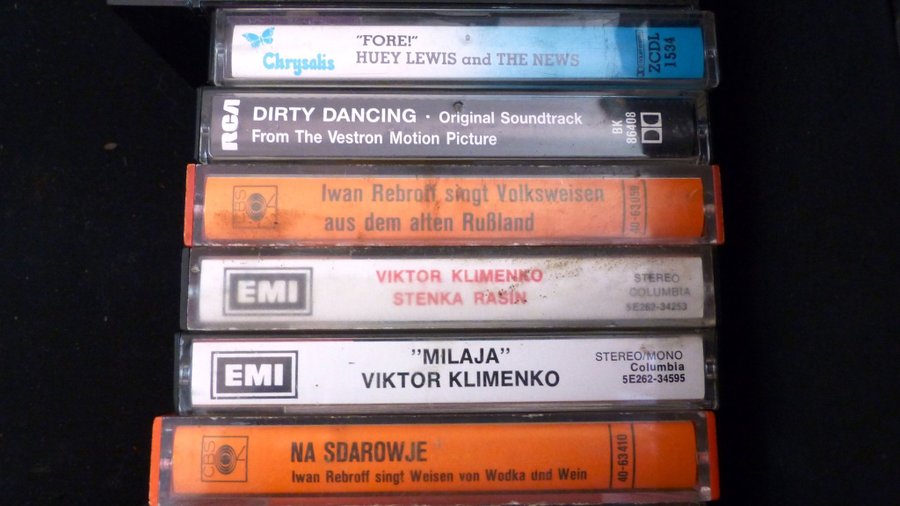 "FORE!"
Chrysalis
HUEY LEWIS and THE NEWS
ZCDL
1534
RCA
DIRTY DANCING · Original Soundtrack
From The Vestron Motion Picture
BK
86408
CBS
Iwan Rebroff singt Volksweisen
aus dem alten Rußland
EMI
VIKTOR KLIMENKO
STENKA RASIN
STEREO
COLUMBIA
5E262-34253
EMI
"MILAJA"
VIKTOR KLIMENKO
STEREO/MONO
Columbia
5E262-34595
CBS
NA SDAROWJE
Iwan Rebroff singt Weisen von Wodka und Wein
40-63410